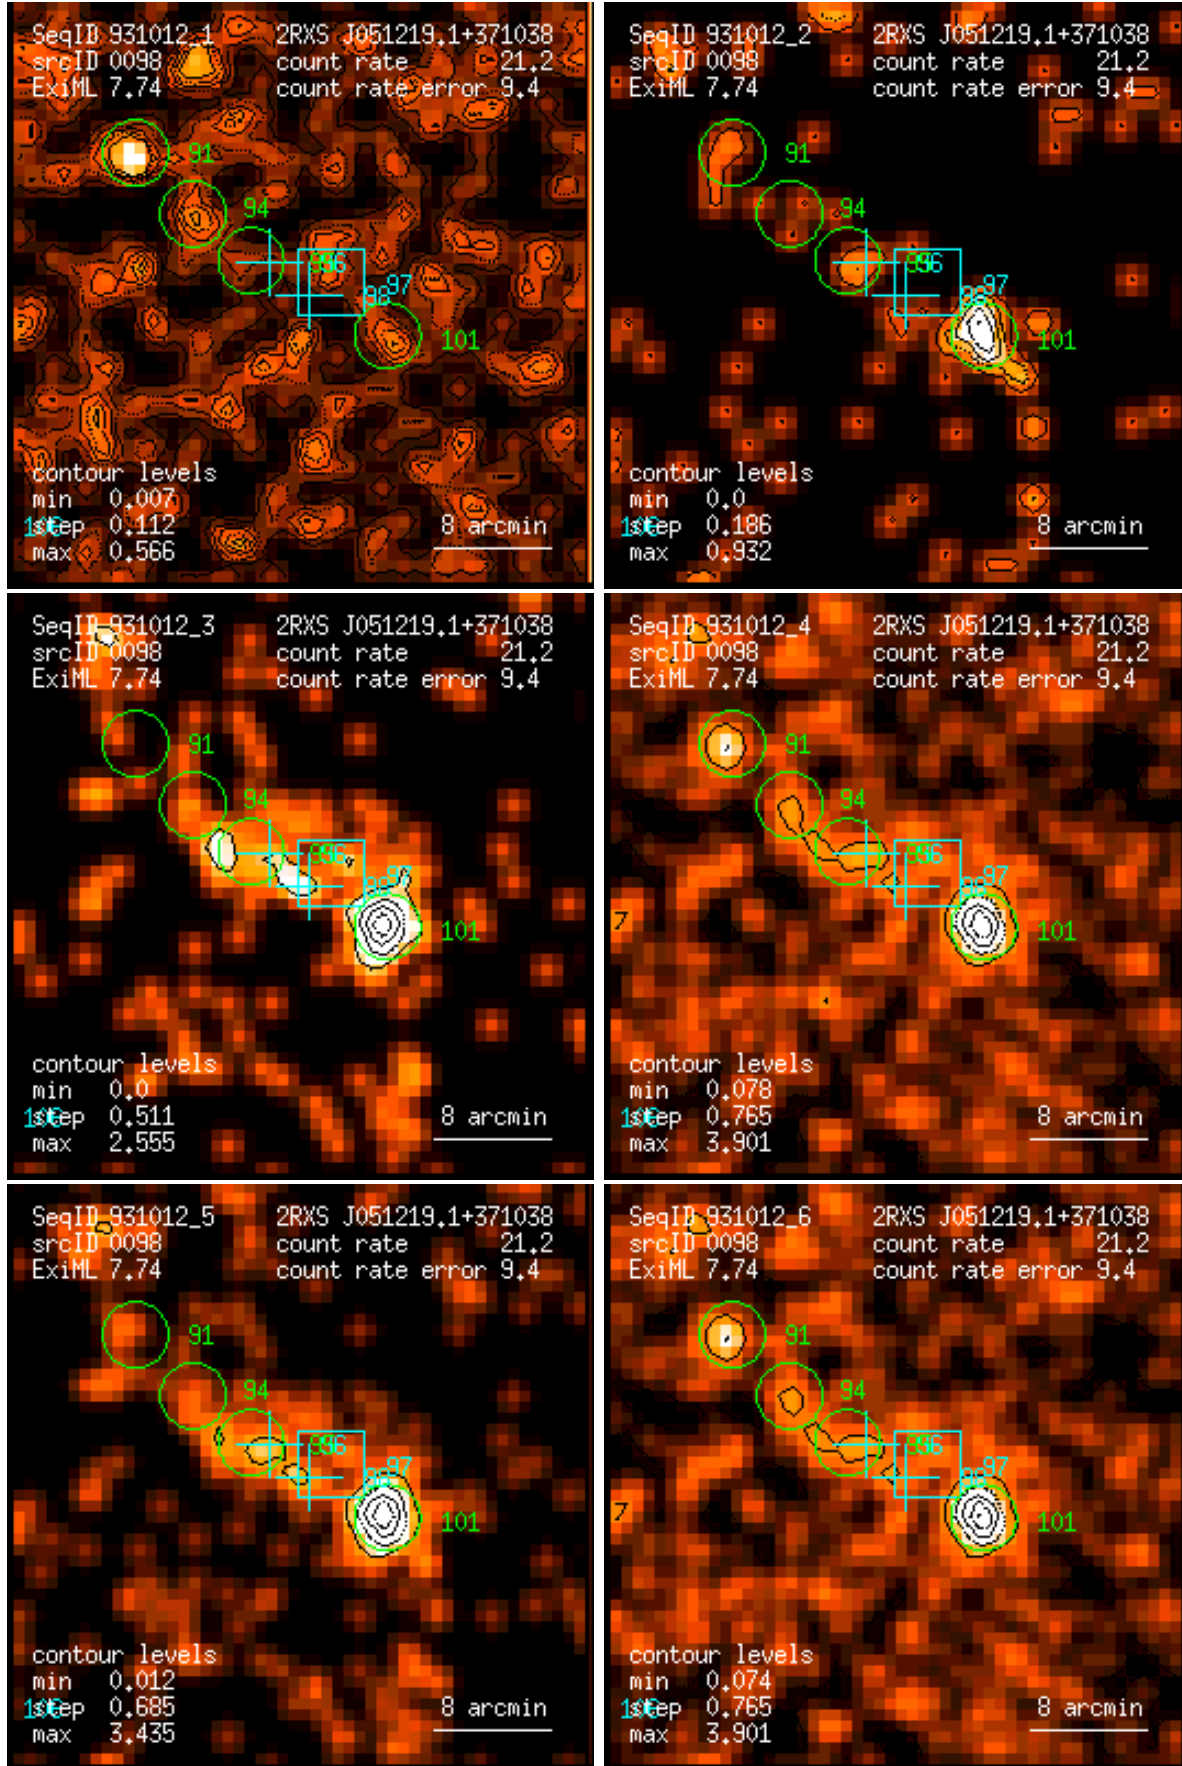 SeqID 931012_1 2RXS J051219.1+371038
srcID 0098 count rate 21.2
ExiML 7.74 count rate error 9.4
91
94
96
97
98
101
contour levels
min 0.007
step 0.112 8 arcmin
max 0.566
SeqID 931012_2 2RXS J051219.1+371038
srcID 0098 count rate 21.2
ExiML 7.74 count rate error 9.4
91
94
96
97
98
101
contour levels
min 0.0
step 0.186 8 arcmin
max 0.932
SeqID 931012_3 2RXS J051219.1+371038
srcID 0098 count rate 21.2
ExiML 7.74 count rate error 9.4
91
94
96
97
98
101
contour levels
min 0.0
step 0.511 8 arcmin
max 2.555
SeqID 931012_4 2RXS J051219.1+371038
srcID 0098 count rate 21.2
ExiML 7.74 count rate error 9.4
91
94
96
97
98
101
contour levels
min 0.078
step 0.765 8 arcmin
max 3.901
SeqID 931012_5 2RXS J051219.1+371038
srcID 0098 count rate 21.2
ExiML 7.74 count rate error 9.4
91
94
96
97
98
101
contour levels
min 0.012
step 0.685 8 arcmin
max 3.435
SeqID 931012_6 2RXS J051219.1+371038
srcID 0098 count rate 21.2
ExiML 7.74 count rate error 9.4
91
94
96
97
98
101
contour levels
min 0.074
step 0.765 8 arcmin
max 3.901